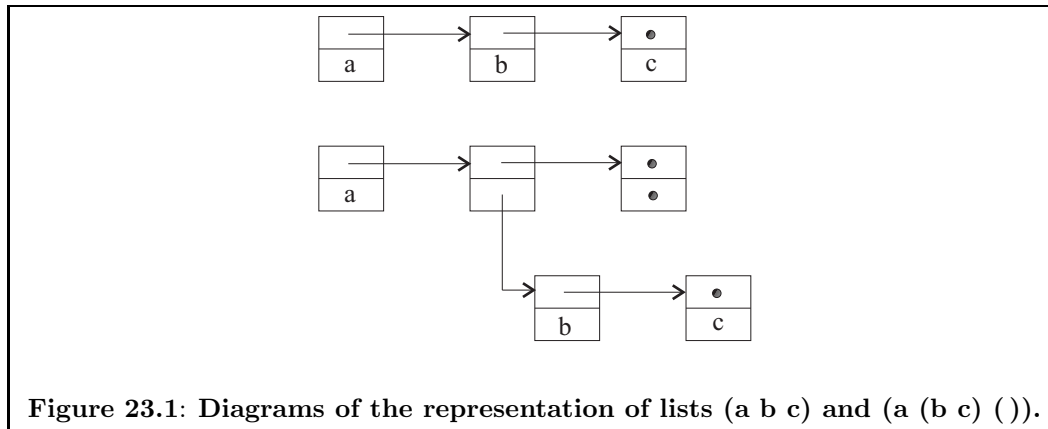 a b c
a
b c
Figure 23.1: Diagrams of the representation of lists (a b c) and (a (b c) ( )).